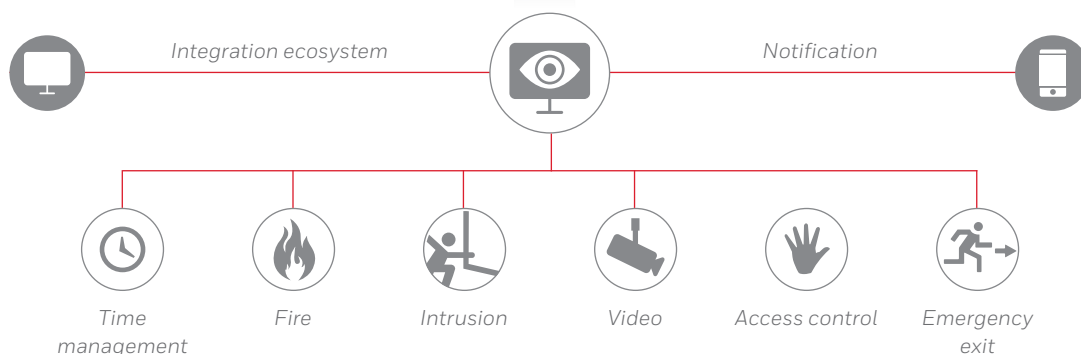 Integration ecosystem
Notification
Time
management
Fire
Intrusion
Video
Access control
Emergency
exit